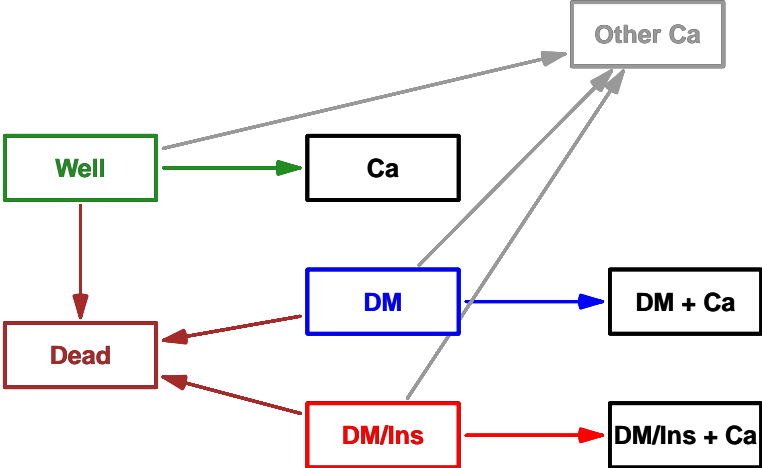 Other Ca
Well
Ca
DM
DM + Ca
Dead
DM/Ins
DM/Ins + Ca